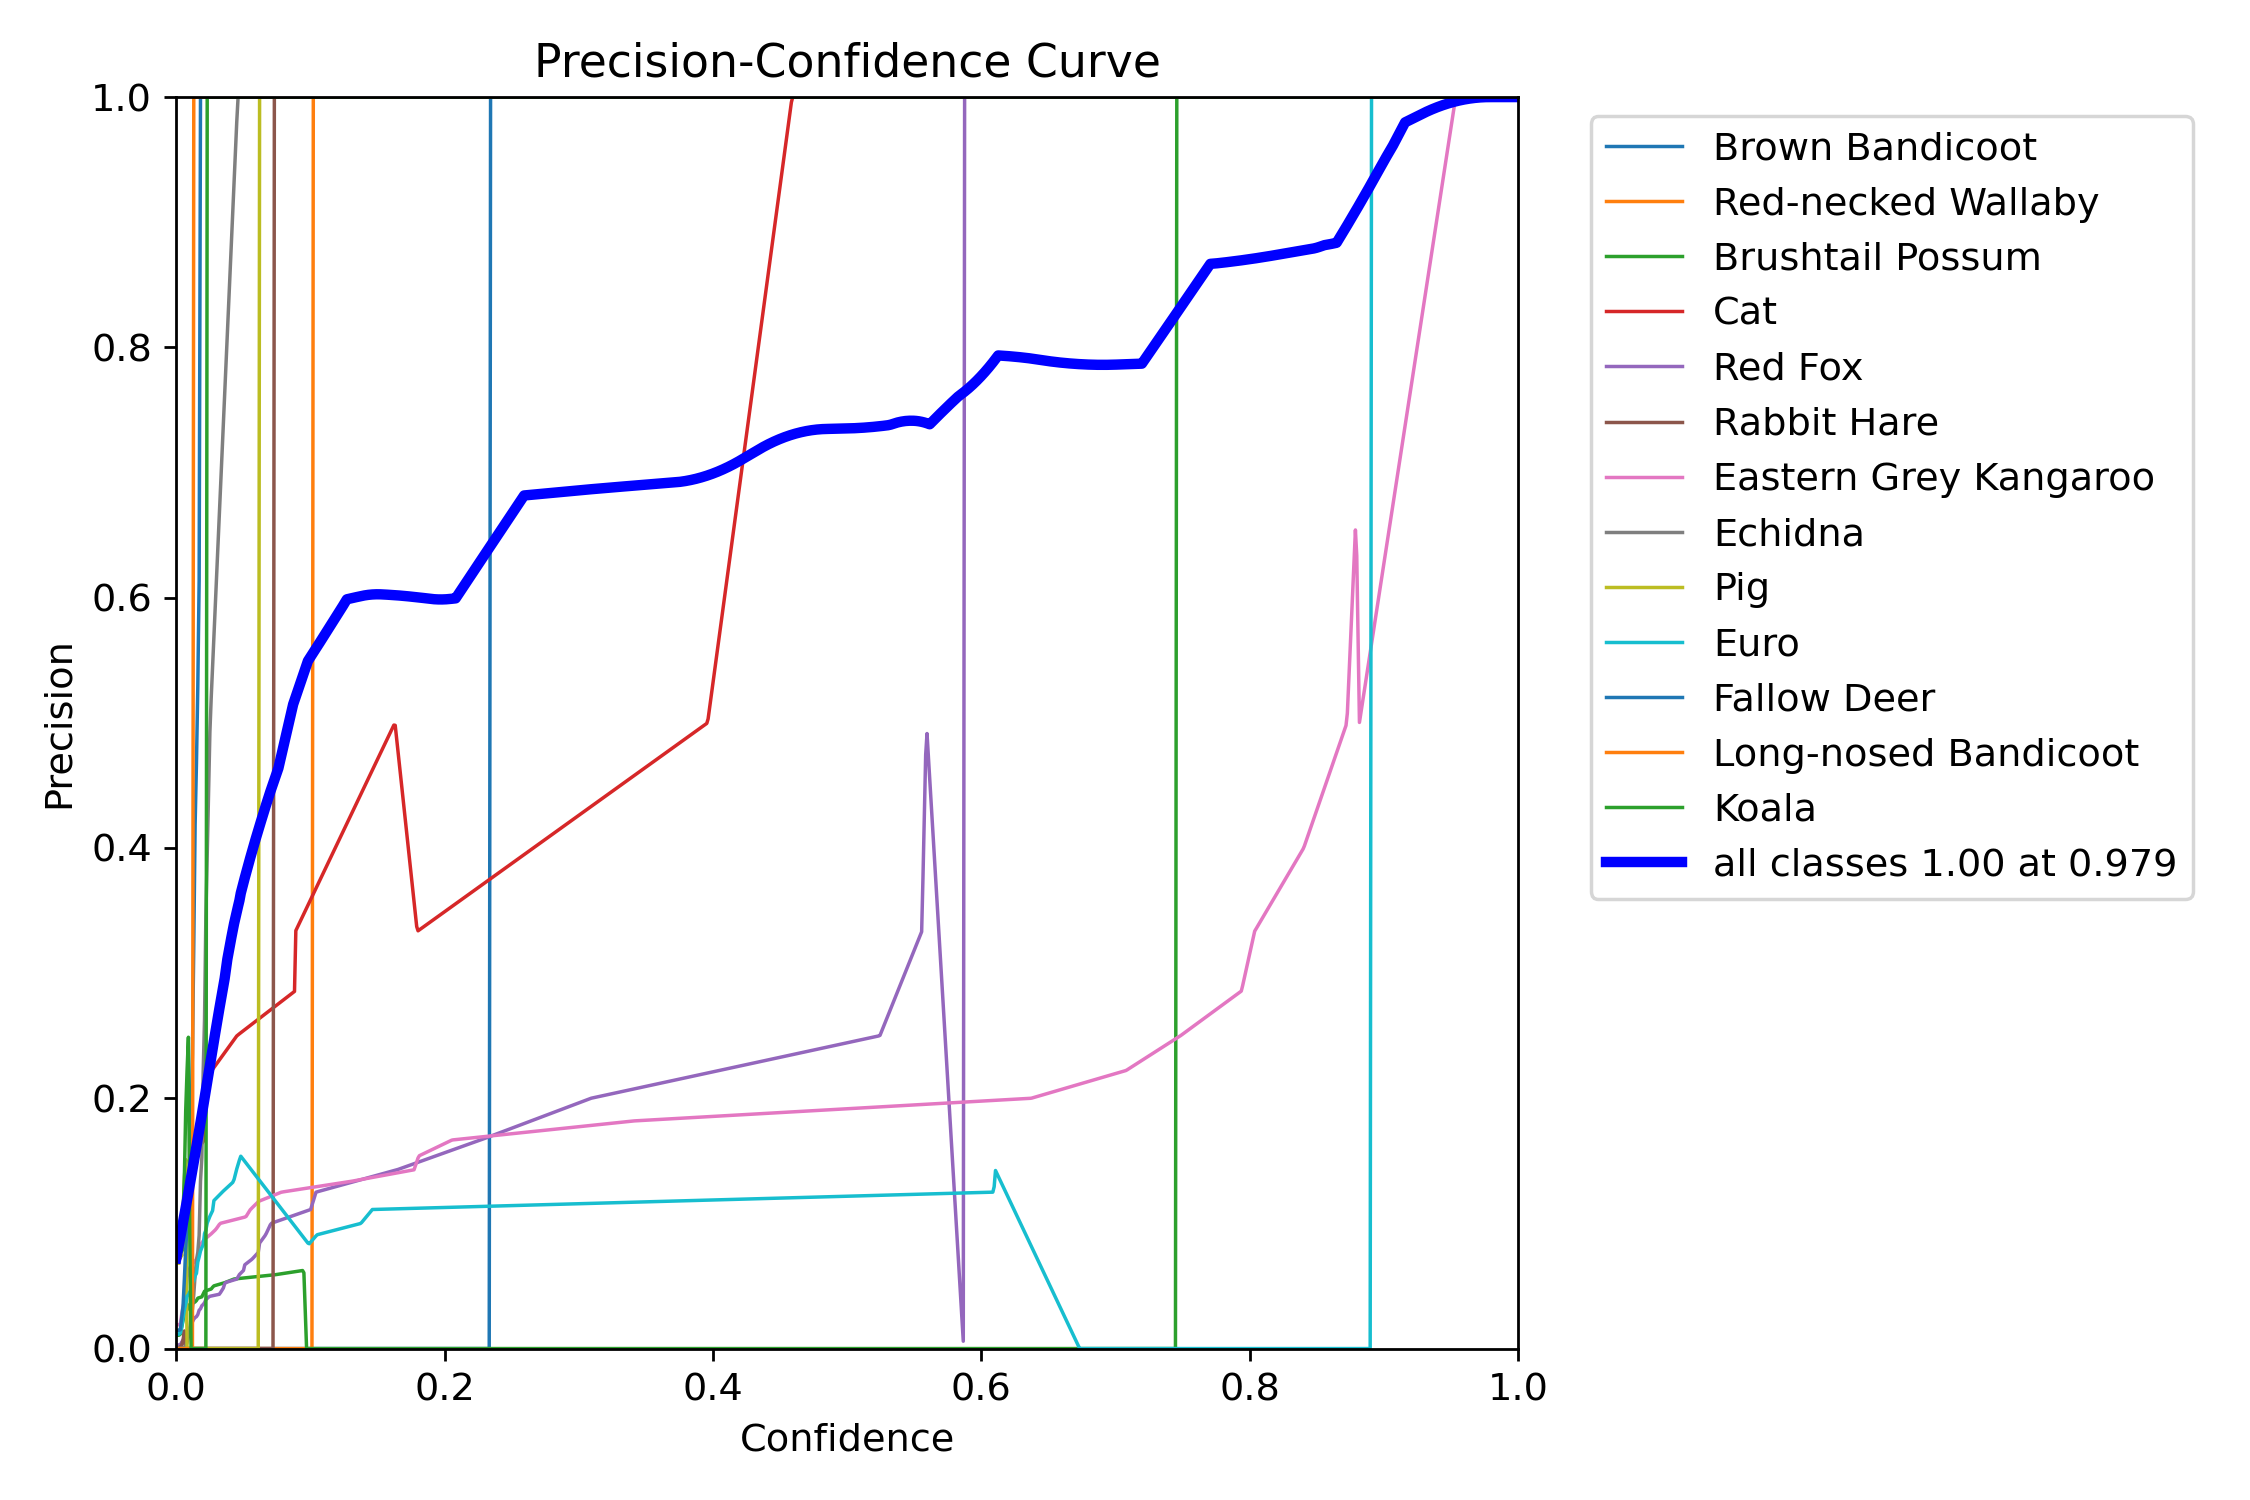 Precision-Confidence Curve
1.0
0.8
0.6
0.4
0.2
0.0
Precision
0.0 0.2 0.4 0.6 0.8 1.0
Confidence
Brown Bandicoot
Red-necked Wallaby
Brushtail Possum
Cat
Red Fox
Rabbit Hare
Eastern Grey Kangaroo
Echidna
Pig
Euro
Fallow Deer
Long-nosed Bandicoot
Koala
all classes 1.00 at 0.979